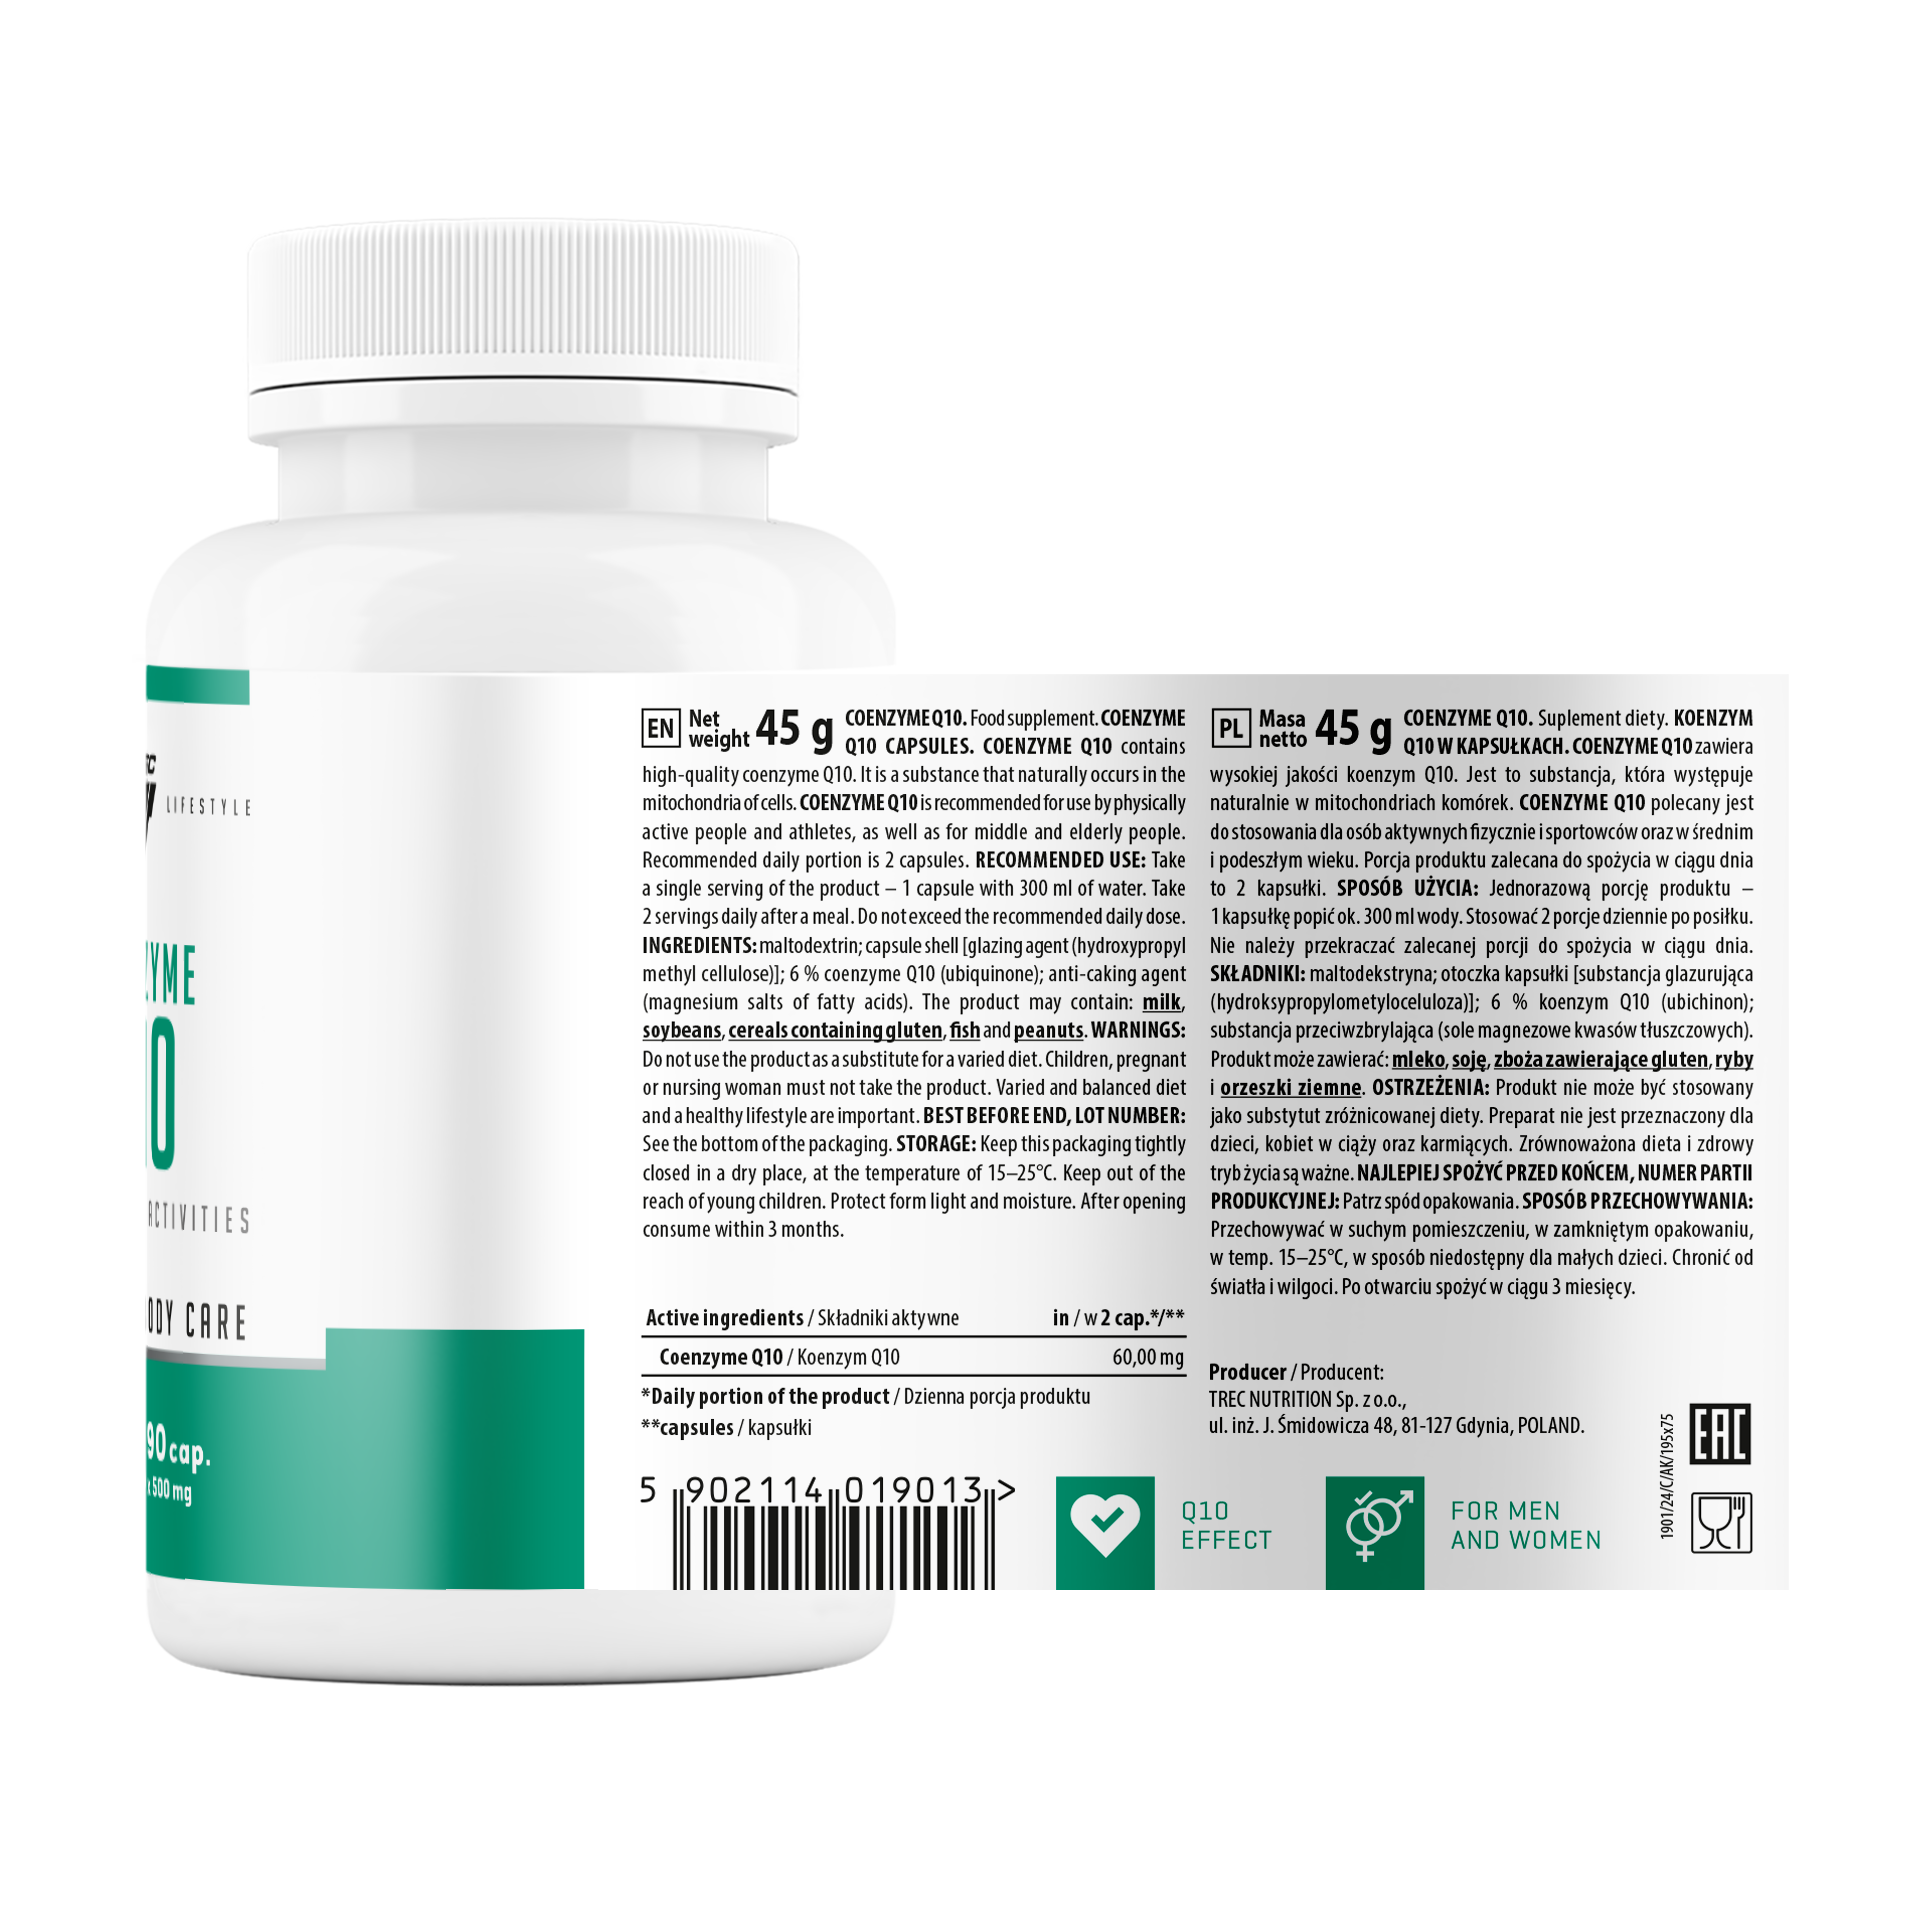 LIFESTYLE
ACTIVITIES
CARE
90 cap.
x 500 mg
EN Net weight 45 g COENZYME Q10. Food supplement. COENZYME
Q10 CAPSULES. COENZYME Q10 contains
high-quality coenzyme Q10. It is a substance that naturally occurs in the
mitochondria of cells. COENZYME Q10 is recommended for use by physically
active people and athletes, as well as for middle and elderly people.
Recommended daily portion is 2 capsules. RECOMMENDED USE: Take
a single serving of the product – 1 capsule with 300 ml of water. Take
2 servings daily after a meal. Do not exceed the recommended daily dose.
INGREDIENTS: maltodextrin; capsule shell [glazing agent (hydroxypropyl
methyl cellulose)]; 6 % coenzyme Q10 (ubiquinone); anti-caking agent
(magnesium salts of fatty acids). The product may contain: milk,
soybeans, cereals containing gluten, fish and peanuts. WARNINGS:
Do not use the product as a substitute for a varied diet. Children, pregnant
or nursing woman must not take the product. Varied and balanced diet
and a healthy lifestyle are important. BEST BEFORE END, LOT NUMBER:
See the bottom of the packaging. STORAGE: Keep this packaging tightly
closed in a dry place, at the temperature of 15–25°C. Keep out of the
reach of young children. Protect form light and moisture. After opening
consume within 3 months.
Active ingredients / Składniki aktywne in / w 2 cap.*/**
Coenzyme Q10 / Koenzym Q10 60,00 mg
*Daily portion of the product / Dzienna porcja produktu
**capsules / kapsułki
5 902114 019013 >
PL Masa netto 45 g COENZYME Q10. Suplement diety. KOENZYM
Q10 W KAPSUŁKACH. COENZYME Q10 zawiera
wysokiej jakości koenzym Q10. Jest to substancja, która występuje
naturalnie w mitochondriach komórek. COENZYME Q10 polecany jest
do stosowania dla osób aktywnych fizycznie i sportowców oraz w średnim
i podeszłym wieku. Porcja produktu zalecana do spożycia w ciągu dnia
to 2 kapsułki. SPOSÓB UŻYCIA: Jednorazową porcję produktu –
1 kapsułkę popić ok. 300 ml wody. Stosować 2 porcje dziennie po posiłku.
Nie należy przekraczać zalecanej porcji do spożycia w ciągu dnia.
SKŁADNIKI: maltodekstryna; otoczka kapsułki [substancja glazurująca
(hydroksypropylometyloceluloza)]; 6 % koenzym Q10 (ubichinon);
substancja przeciwzbrylająca (sole magnezowe kwasów tłuszczowych).
Produkt może zawierać: mleko, soję, zboża zawierające gluten, ryby
i orzeszki ziemne. OSTRZEŻENIA: Produkt nie może być stosowany
jako substytut zróżnicowanej diety. Preparat nie jest przeznaczony dla
dzieci, kobiet w ciąży oraz karmiących. Zrównoważona dieta i zdrowy
tryb życia są ważne. NAJLEPIEJ SPOŻYĆ PRZED KOŃCEM, NUMER PARTII
PRODUKCYJNEJ: Patrz spód opakowania. SPOSÓB PRZECHOWYWANIA:
Przechowywać w suchym pomieszczeniu, w zamkniętym opakowaniu,
w temp. 15–25°C, w sposób niedostępny dla małych dzieci. Chronić od
światła i wilgoci. Po otwarciu spożyć w ciągu 3 miesięcy.
Producer / Producent:
TREC NUTRITION Sp. z o.o.,
ul. inż. J. Śmidowicza 48, 81-127 Gdynia, POLAND.
1901/24/C/AK/195x75
EAC
Q10
EFFECT
FOR MEN
AND WOMEN